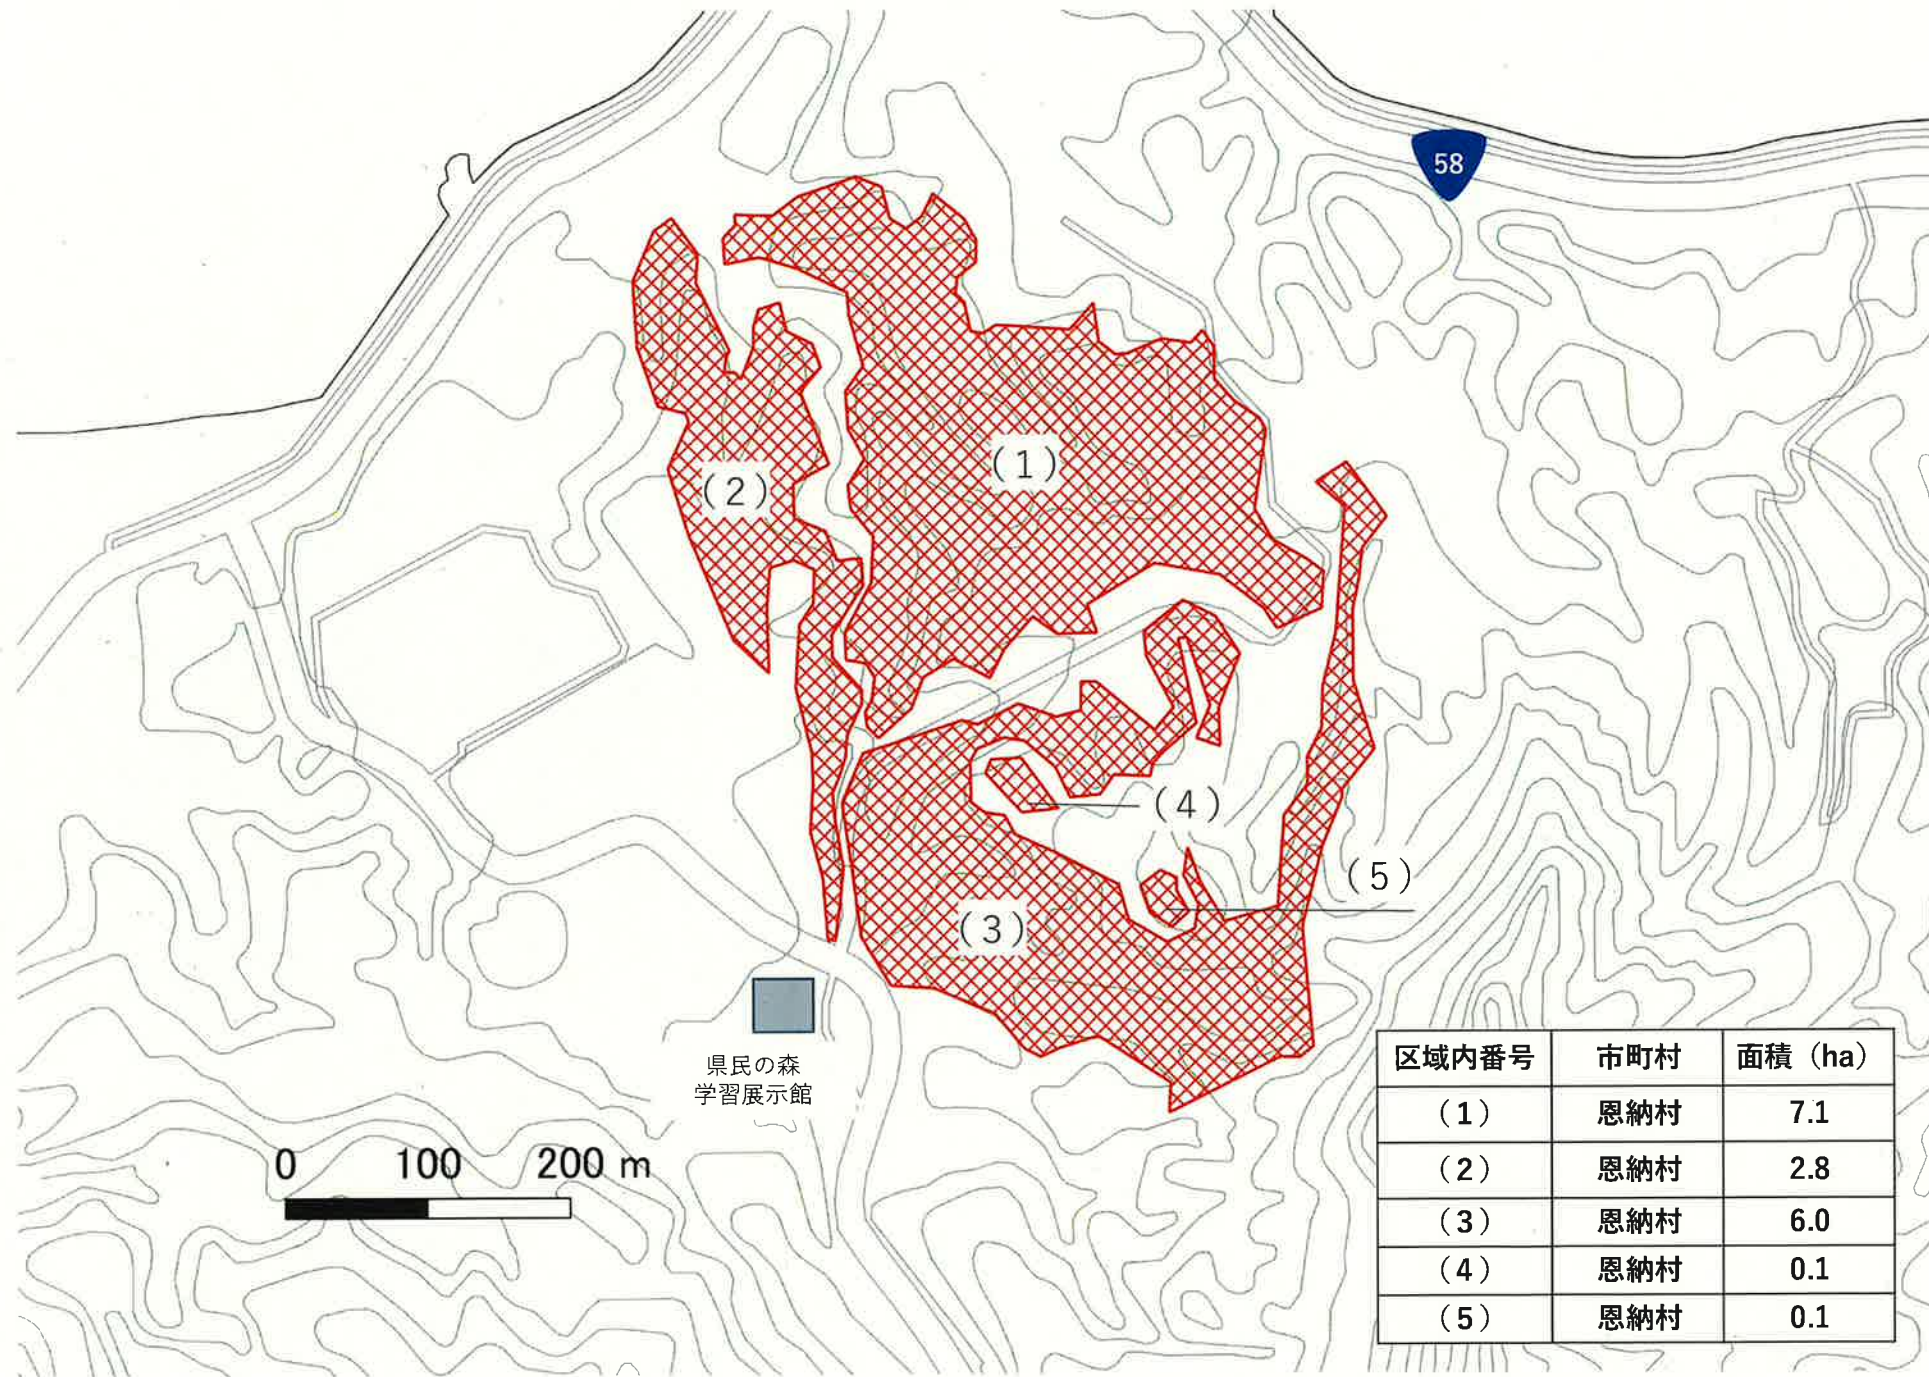 58
(1)
(2)
(4)
(5)
(3)
県民の森
学習展示館
0 100 200 m
区域内番号 市町村 面積（ha）
（1） 恩納村 7.1
（2） 恩納村 2.8
（3） 恩納村 6.0
（4） 恩納村 0.1
（5） 恩納村 0.1